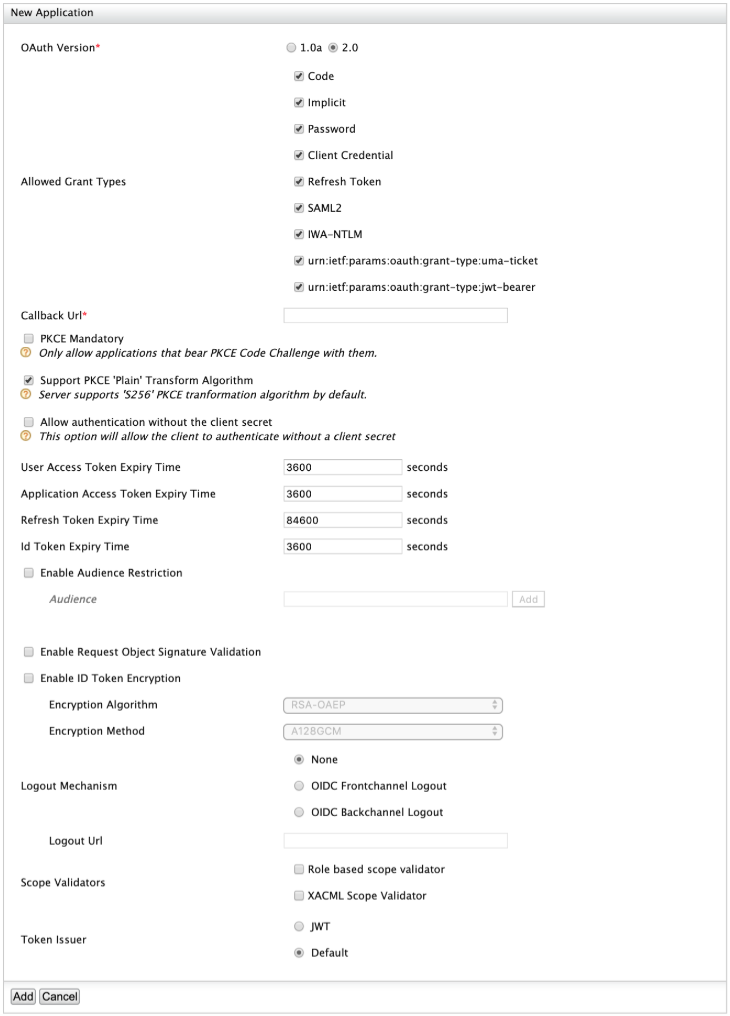 New Application
OAuth Version*
1.0a 2.0
Code
Implicit
Password
Client Credential
Allowed Grant Types
Refresh Token
SAML2
IWA-NTLM
urn:ietf:params:oauth:grant-type:uma-ticket
urn:ietf:params:oauth:grant-type:jwt-bearer
Callback Url*
PKCE Mandatory
? Only allow applications that bear PKCE Code Challenge with them.
Support PKCE 'Plain' Transform Algorithm
? Server supports 'S256' PKCE tranformation algorithm by default.
Allow authentication without the client secret
? This option will allow the client to authenticate without a client secret
User Access Token Expiry Time 3600 seconds
Application Access Token Expiry Time 3600 seconds
Refresh Token Expiry Time 84600 seconds
Id Token Expiry Time 3600 seconds
Enable Audience Restriction
Audience Add
Enable Request Object Signature Validation
Enable ID Token Encryption
Encryption Algorithm RSA-OAEP
Encryption Method A128GCM
None
Logout Mechanism OIDC Frontchannel Logout
OIDC Backchannel Logout
Logout Url
Role based scope validator
Scope Validators
XACML Scope Validator
JWT
Token Issuer
Default
Add Cancel